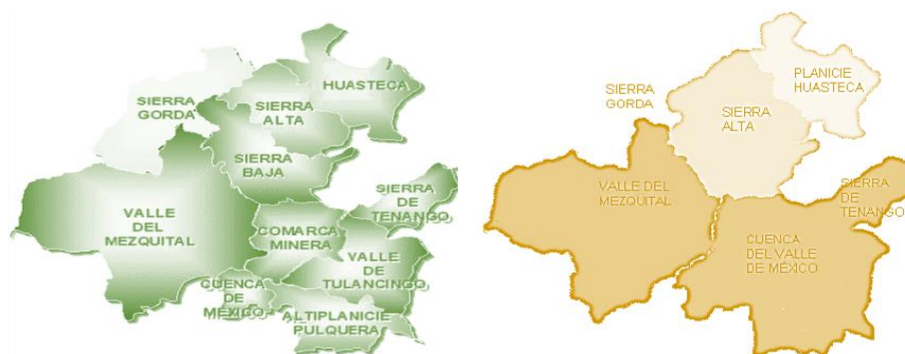 HUASTECA
SIERRA
GORDA
SIERRA
ALTA
SIERRA
BAJA
SIERRA
DE
TENANGO
VALLE
DEL
MEZQUITAL
COMARCA
MINERA
VALLE
DE
TULANCINGO
CUENCA
DE
MÉXICO
ALTIPLANICIE
PULQUERA
PLANICIE
HUASTECA
SIERRA
GORDA
SIERRA
ALTA
VALLE DEL
MEZQUITAL
SIERRA
DE
TENANGO
CUENCA
DEL VALLE
DE MÉXICO